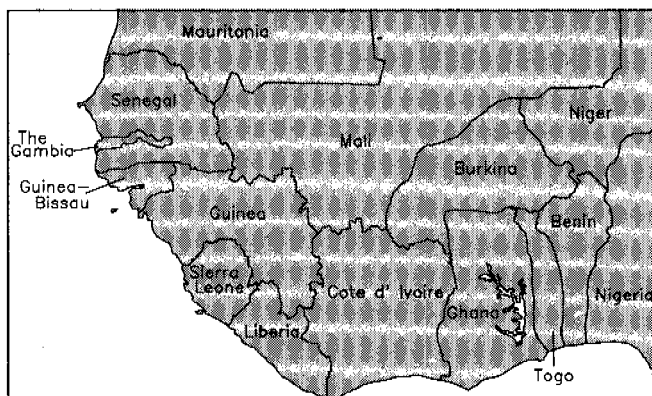 Mauritania
Senegal
Niger
The
Gambia
Mali
Burkina
Guinea-
Bissau
Guinea
Benin
Sierra
Leone
Cote d' Ivoire
Ghana
Nigeria
Liberia
Togo